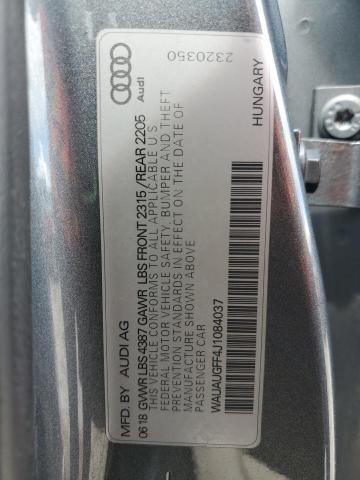 2320350
Audi
HUNGARY
MFD. BY AUDI AG
06 18 GVWR LBS 4387 GAWR LBS FRONT 2315 / REAR 2205
THIS VEHICLE CONFORMS TO ALL APPLICABLE U S
FEDERAL MOTOR VEHICLE SAFETY, BUMPER AND THEFT
PREVENTION STANDARDS IN EFFECT ON THE DATE OF
MANUFACTURE SHOWN ABOVE
PASSENGER CAR
WAUAUGFF4J1084037